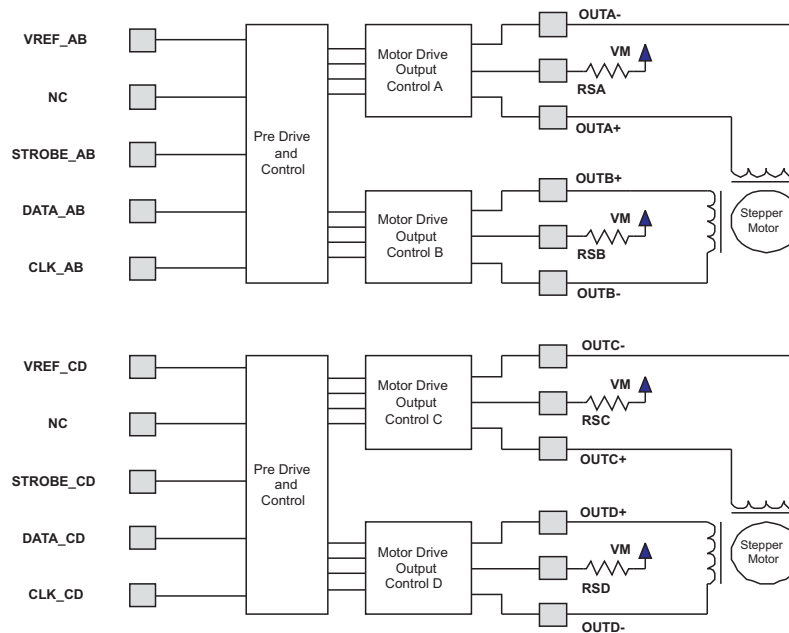 OUTA-
VREF_AB
Motor Drive
Output
Control A
VM
RSA
NC
OUTA+
Pre Drive
and
Control
STROBE_AB
OUTB+
DATA_AB
Motor Drive
Output
Control B
VM
RSB
Stepper
Motor
CLK_AB
OUTB-
OUTC-
VREF_CD
Motor Drive
Output
Control C
VM
RSC
NC
OUTC+
Pre Drive
and
Control
STROBE_CD
OUTD+
DATA_CD
Motor Drive
Output
Control D
VM
RSD
Stepper
Motor
CLK_CD
OUTD-